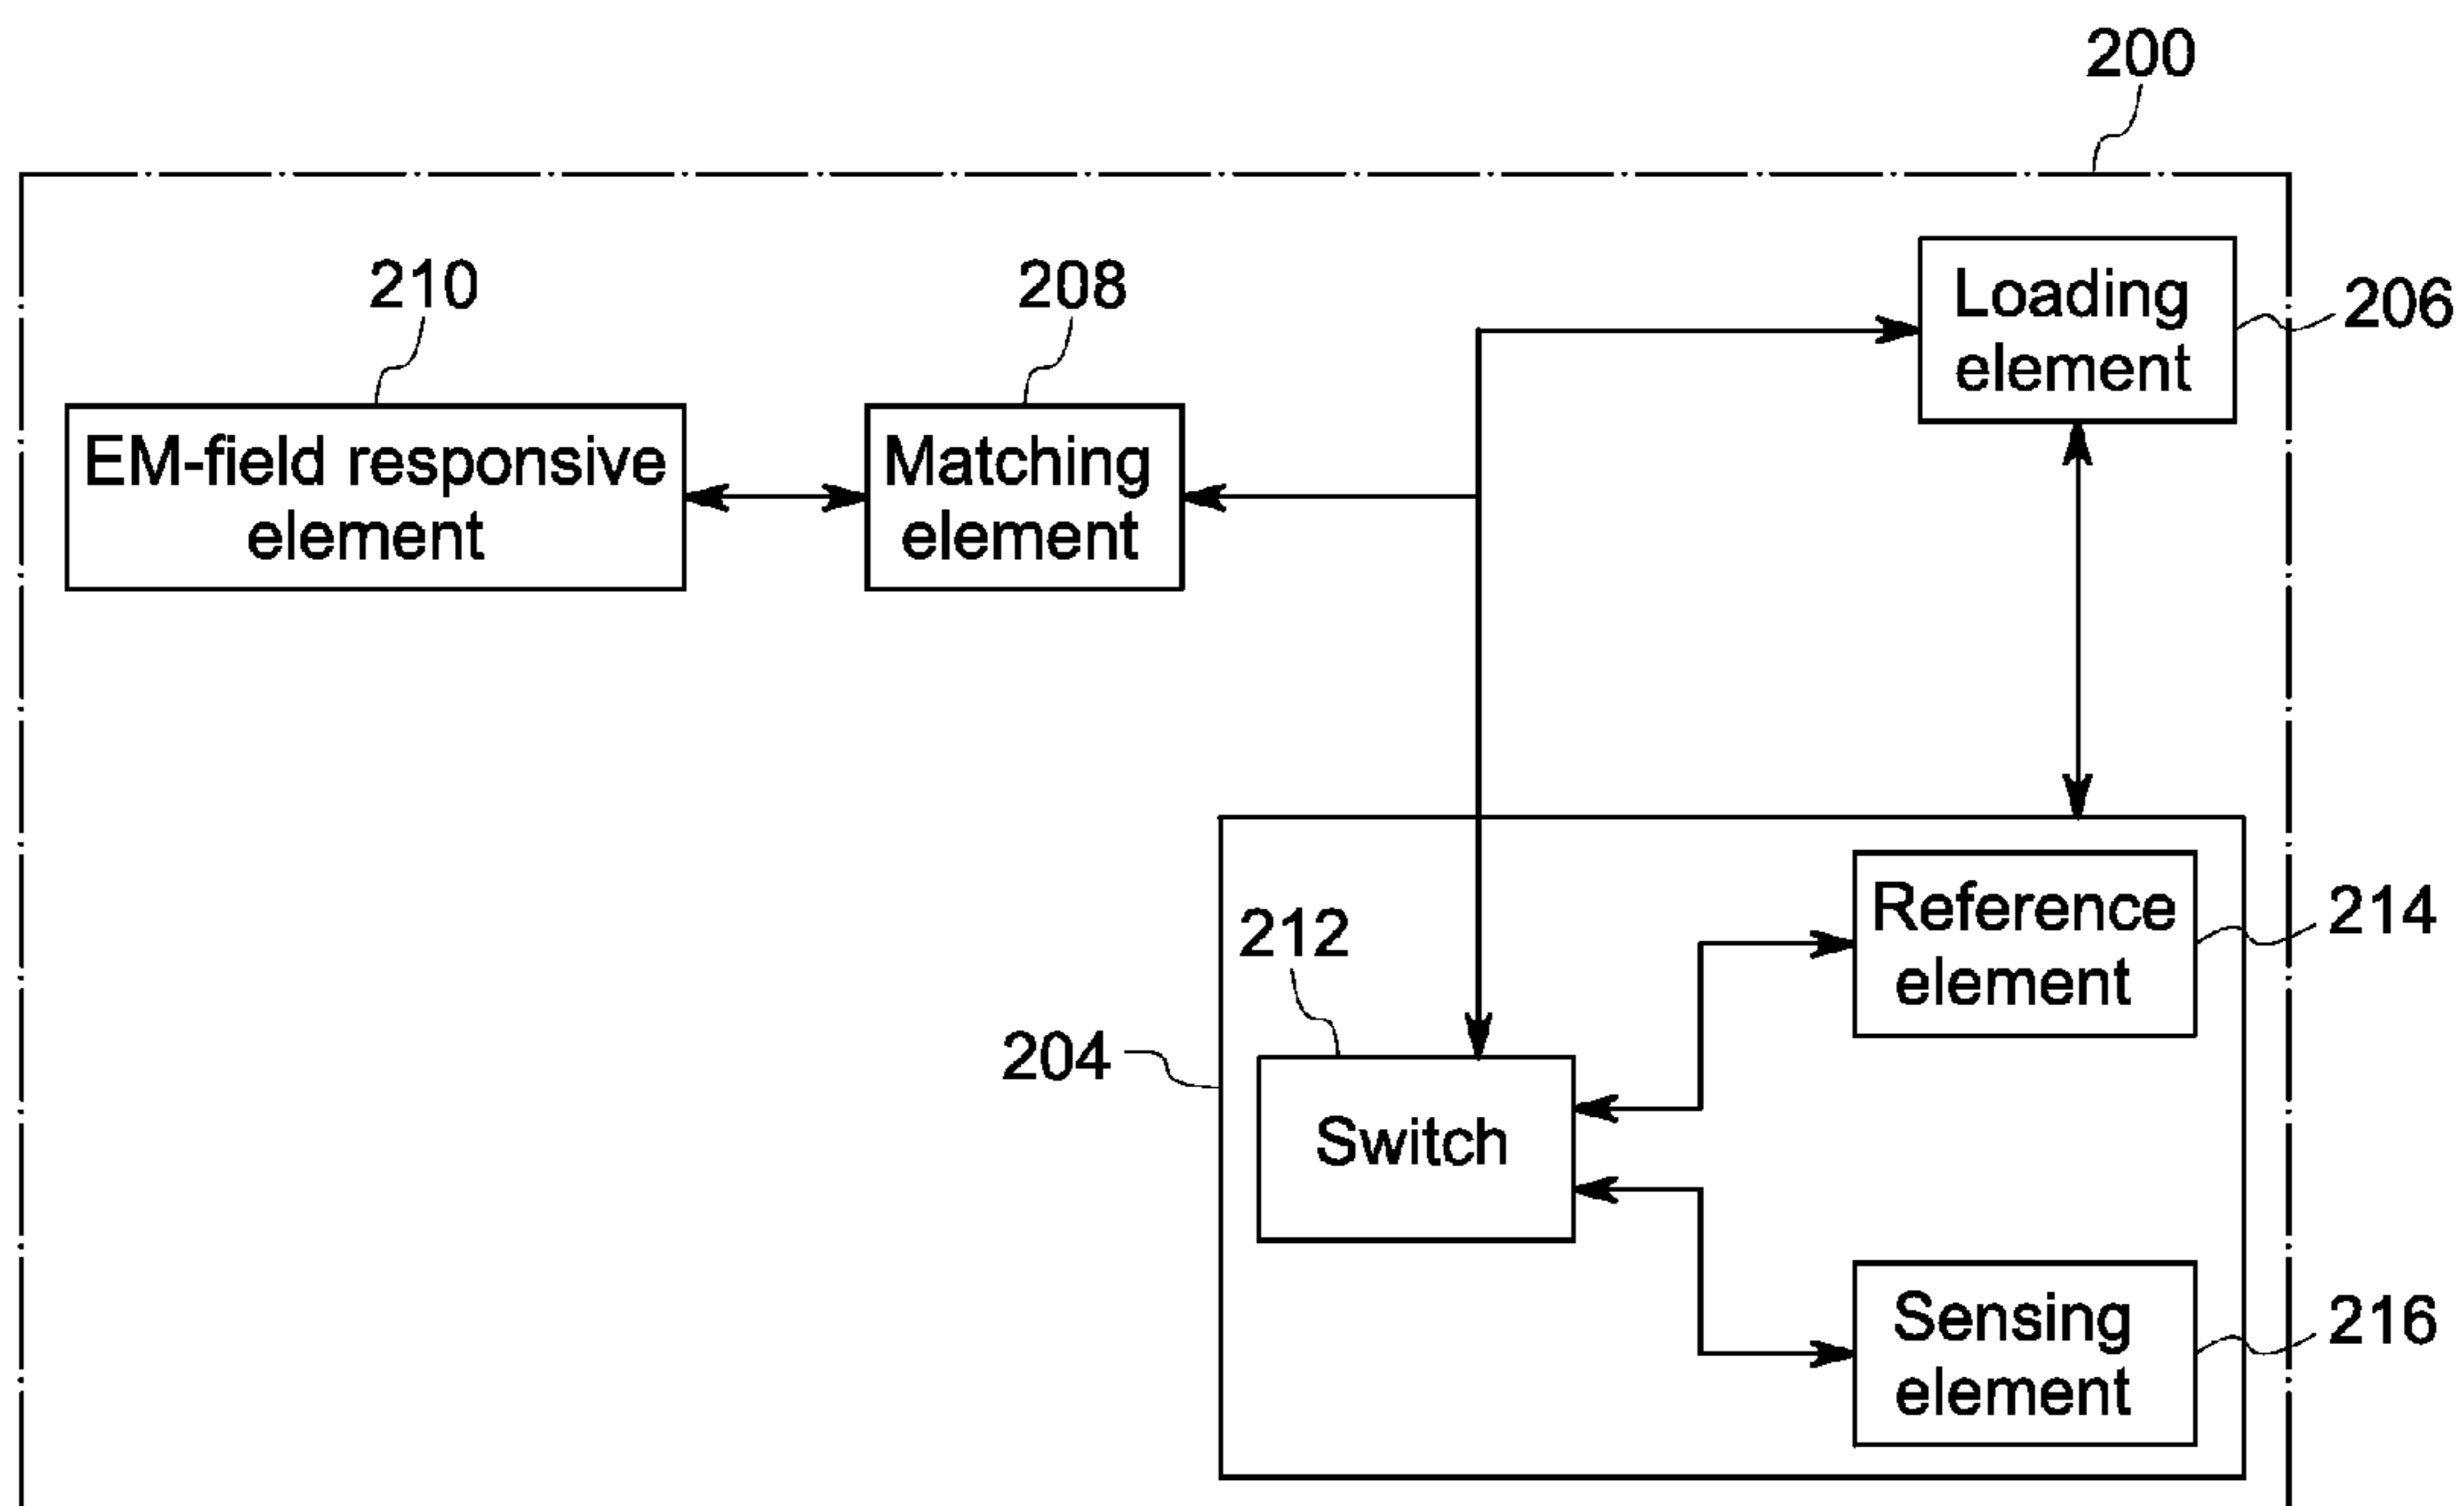 200
210
208
Loading
element
206
EM-field responsive
element
Matching
element
212
Reference
element
214
204
Switch
Sensing
element
216